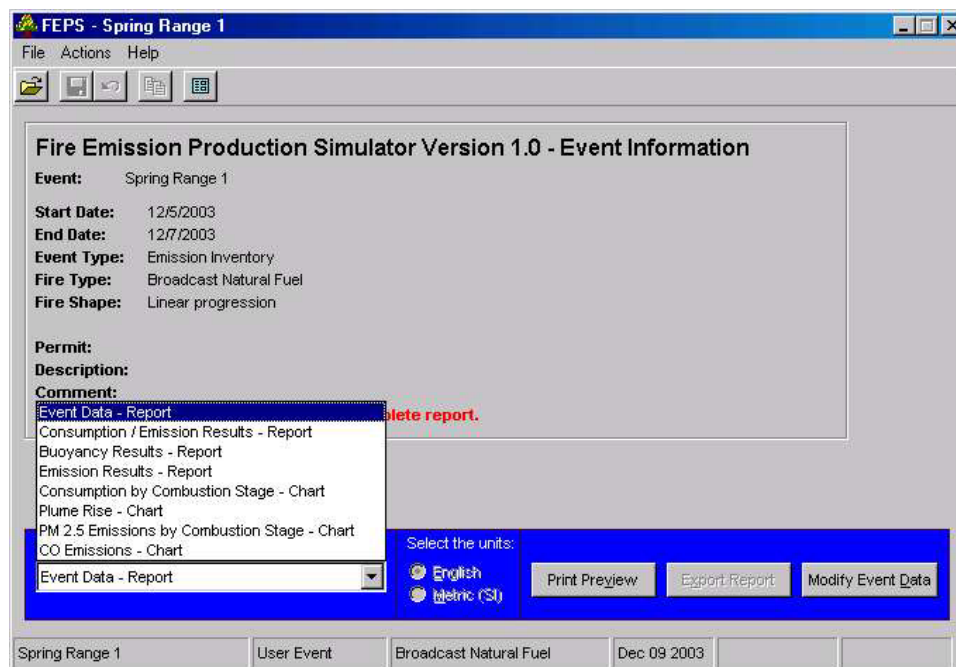 FEPS - Spring Range 1
File Actions Help
Fire Emission Production Simulator Version 1.0 - Event Information
Event: Spring Range 1
Start Date: 12/5/2003
End Date: 12/7/2003
Event Type: Emission Inventory
Fire Type: Broadcast Natural Fuel
Fire Shape: Linear progression
Permit:
Description:
Comment:
plete report.
Event Data - Report
Consumption / Emission Results - Report
Buoyancy Results - Report
Emission Results - Report
Consumption by Combustion Stage - Chart
Plume Rise - Chart
PM 2.5 Emissions by Combustion Stage - Chart
CO Emissions - Chart
Event Data - Report
Select the units:
English
Metric (SI)
Print Preview
Export Report
Modify Event Data
Spring Range 1 User Event Broadcast Natural Fuel Dec 09 2003